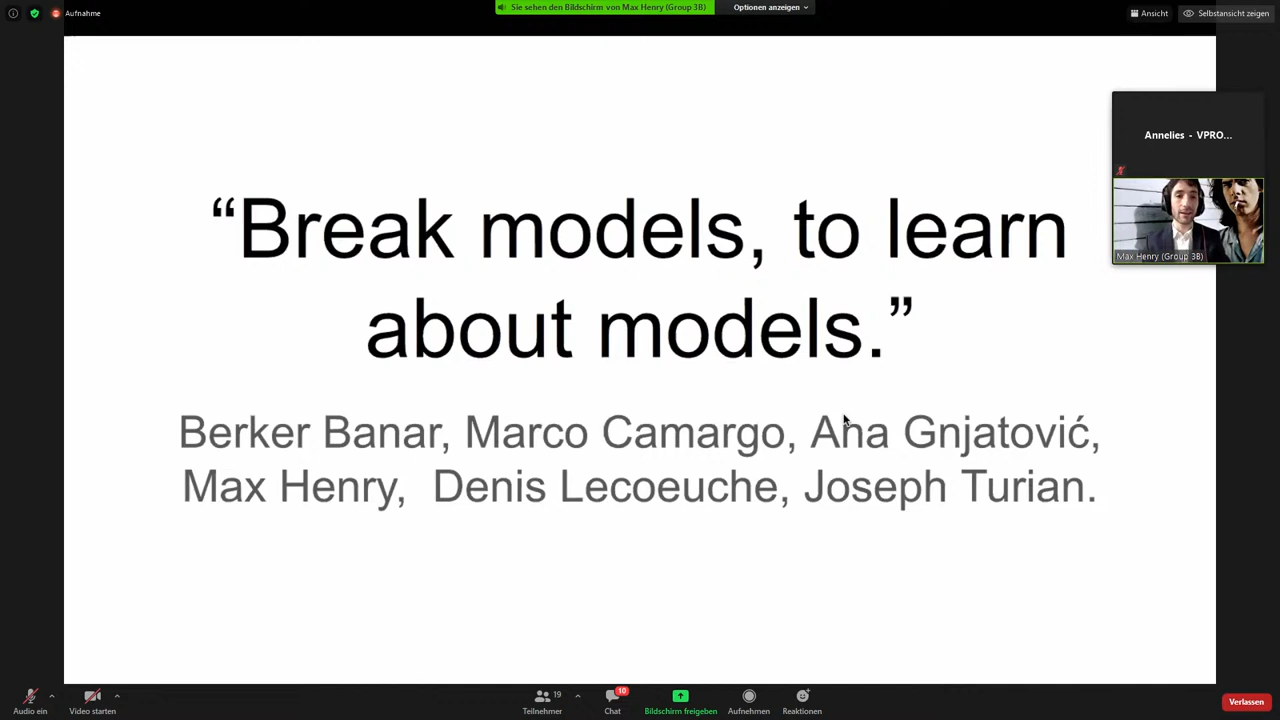 Aufnahme
Sie sehen den Bildschirm von Max Henry (Group 3B)
Optionen anzeigen
Ansicht
Selbstansicht zeigen
Annelies - VPRO...
Max Henry (Group 3B)
“Break models, to learn
about models.”
Berker Banar, Marco Camargo, Ana Gnjatović,
Max Henry, Denis Lecoeuche, Joseph Turian.
Audio ein
Video starten
19
Teilnehmer
10
Chat
Bildschirm freigeben
Aufnehmen
Reaktionen
Verlassen